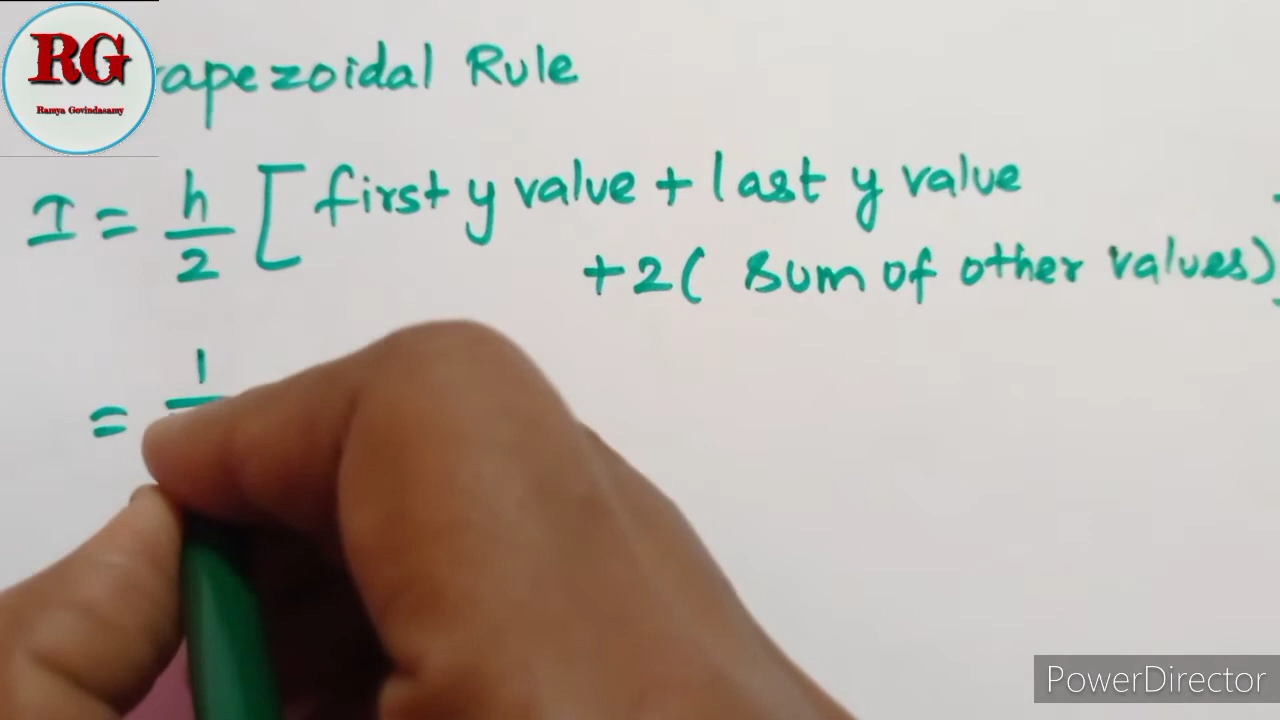 RG
Ramya Govindasamy
rapezoidal Rule
I = h/2 [ first y value + last y value
+2( sum of other values)
= 1
PowerDirector